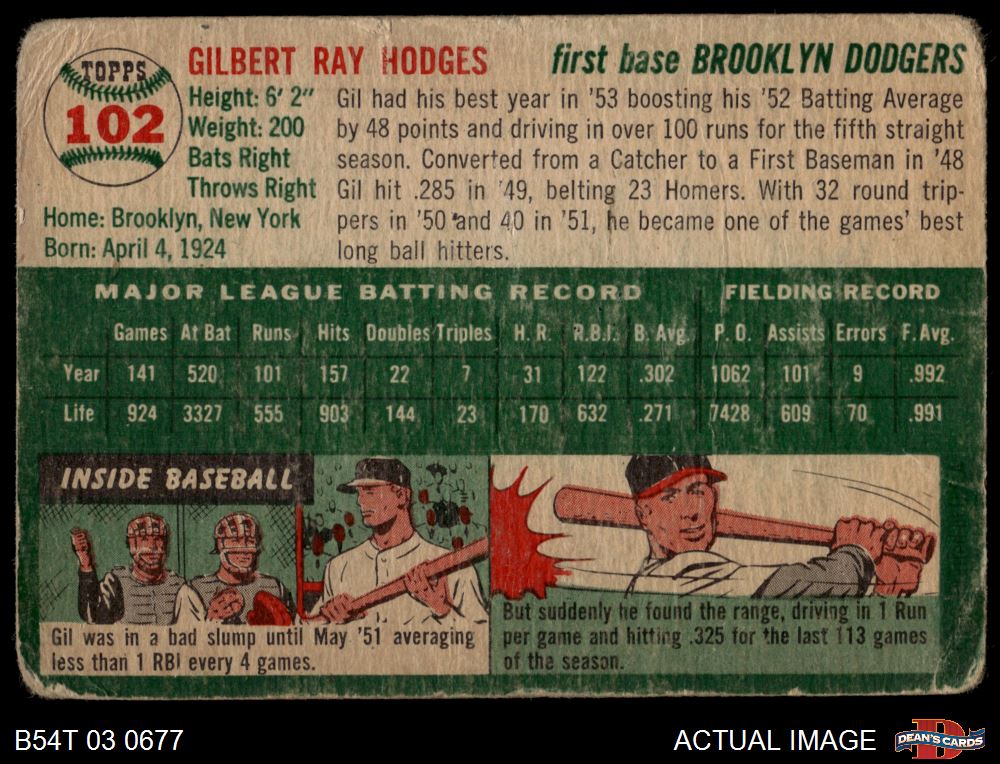 TOPPS
102
GILBERT RAY HODGES
first base BROOKLYN DODGERS
Height: 6' 2"
Weight: 200
Bats Right
Throws Right
Home: Brooklyn, New York
Born: April 4, 1924
Gil had his best year in '53 boosting his '52 Batting Average
by 48 points and driving in over 100 runs for the fifth straight
season. Converted from a Catcher to a First Baseman in '48
Gil hit .285 in '49, belting 23 Homers. With 32 round trip-
pers in '50 and 40 in '51, he became one of the games' best
long ball hitters.
MAJOR LEAGUE BATTING RECORD FIELDING RECORD
Games At Bat Runs Hits Doubles Triples H. R. R.B.I. B. Avg. P. O. Assists Errors F. Avg.
Year 141 520 101 157 22 7 31 122 .302 1062 101 9 .992
Life 924 3327 555 903 144 23 170 632 .271 7428 609 70 .991
INSIDE BASEBALL
Gil was in a bad slump until May '51 averaging
less than 1 RBI every 4 games.
But suddenly he found the range, driving in 1 Run
per game and hitting .325 for the last 113 games
of the season.
B54T 03 0677
ACTUAL IMAGE
D
DEAN'S CARDS